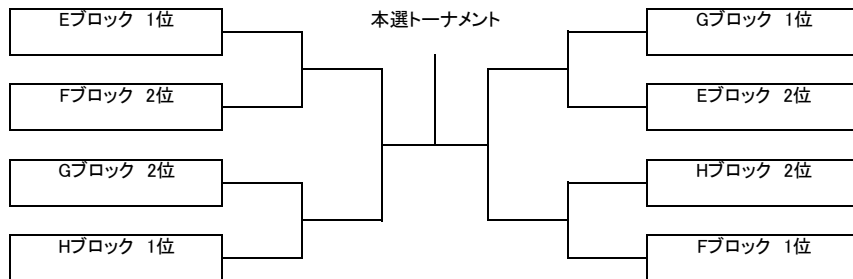 本選トーナメント
Eブロック 1位
Fブロック 2位
Gブロック 2位
Hブロック 1位
Gブロック 1位
Eブロック 2位
Hブロック 2位
Fブロック 1位